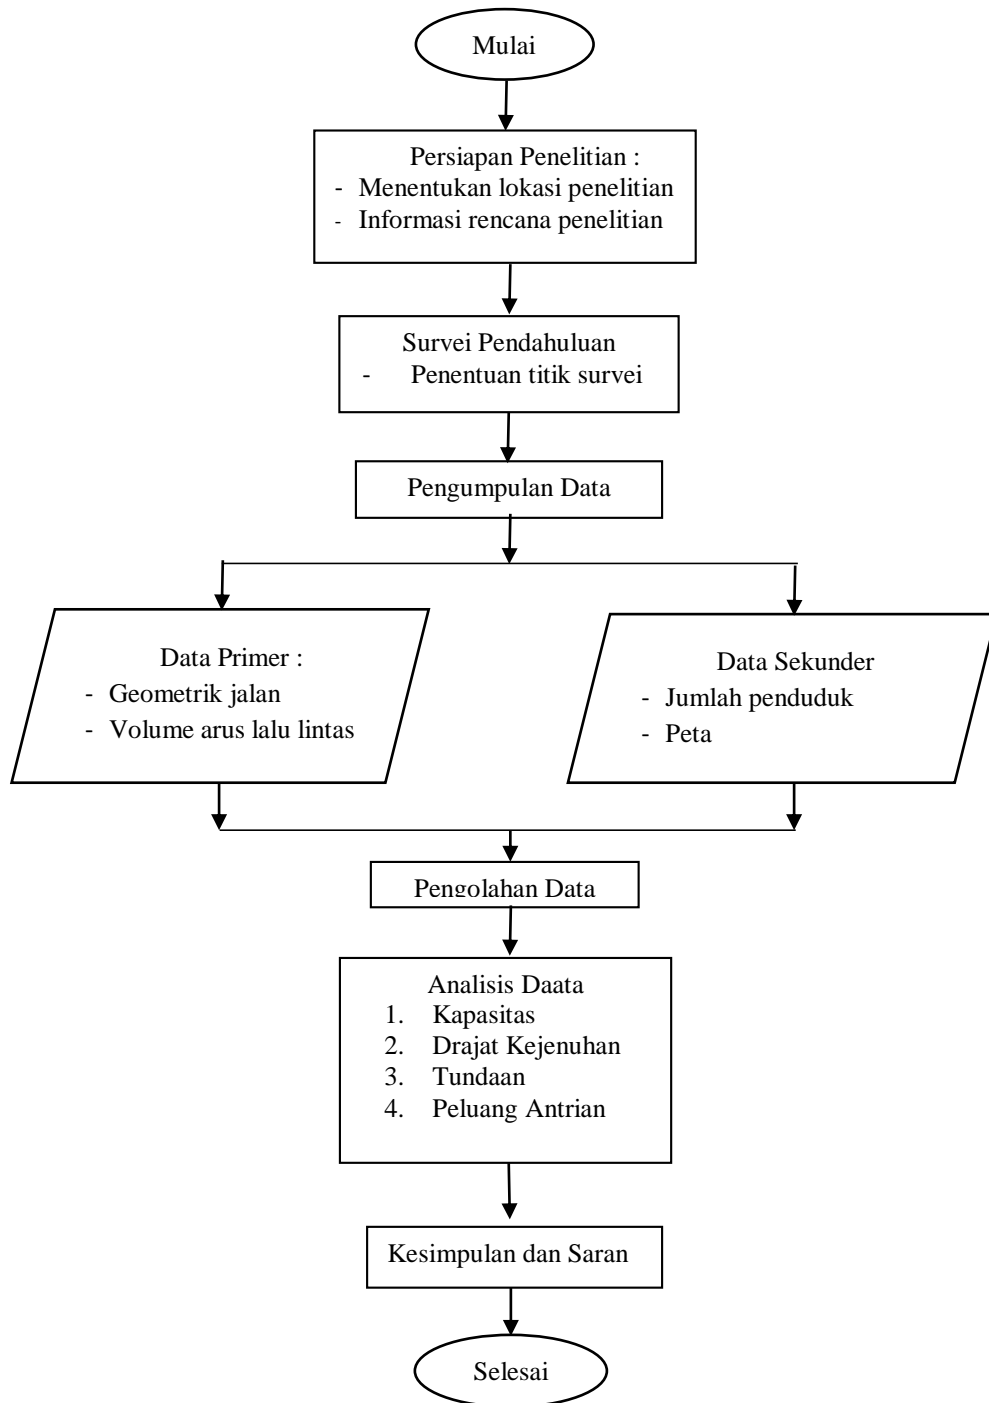 Mulai
Persiapan Penelitian :
- Menentukan lokasi penelitian
- Informasi rencana penelitian
Survei Pendahuluan
- Penentuan titik survei
Pengumpulan Data
Data Primer :
- Geometrik jalan
- Volume arus lalu lintas
Data Sekunder
- Jumlah penduduk
- Peta
Pengolahan Data
Analisis Daata
1. Kapasitas
2. Drajat Kejenuhan
3. Tundaan
4. Peluang Antrian
Kesimpulan dan Saran
Selesai